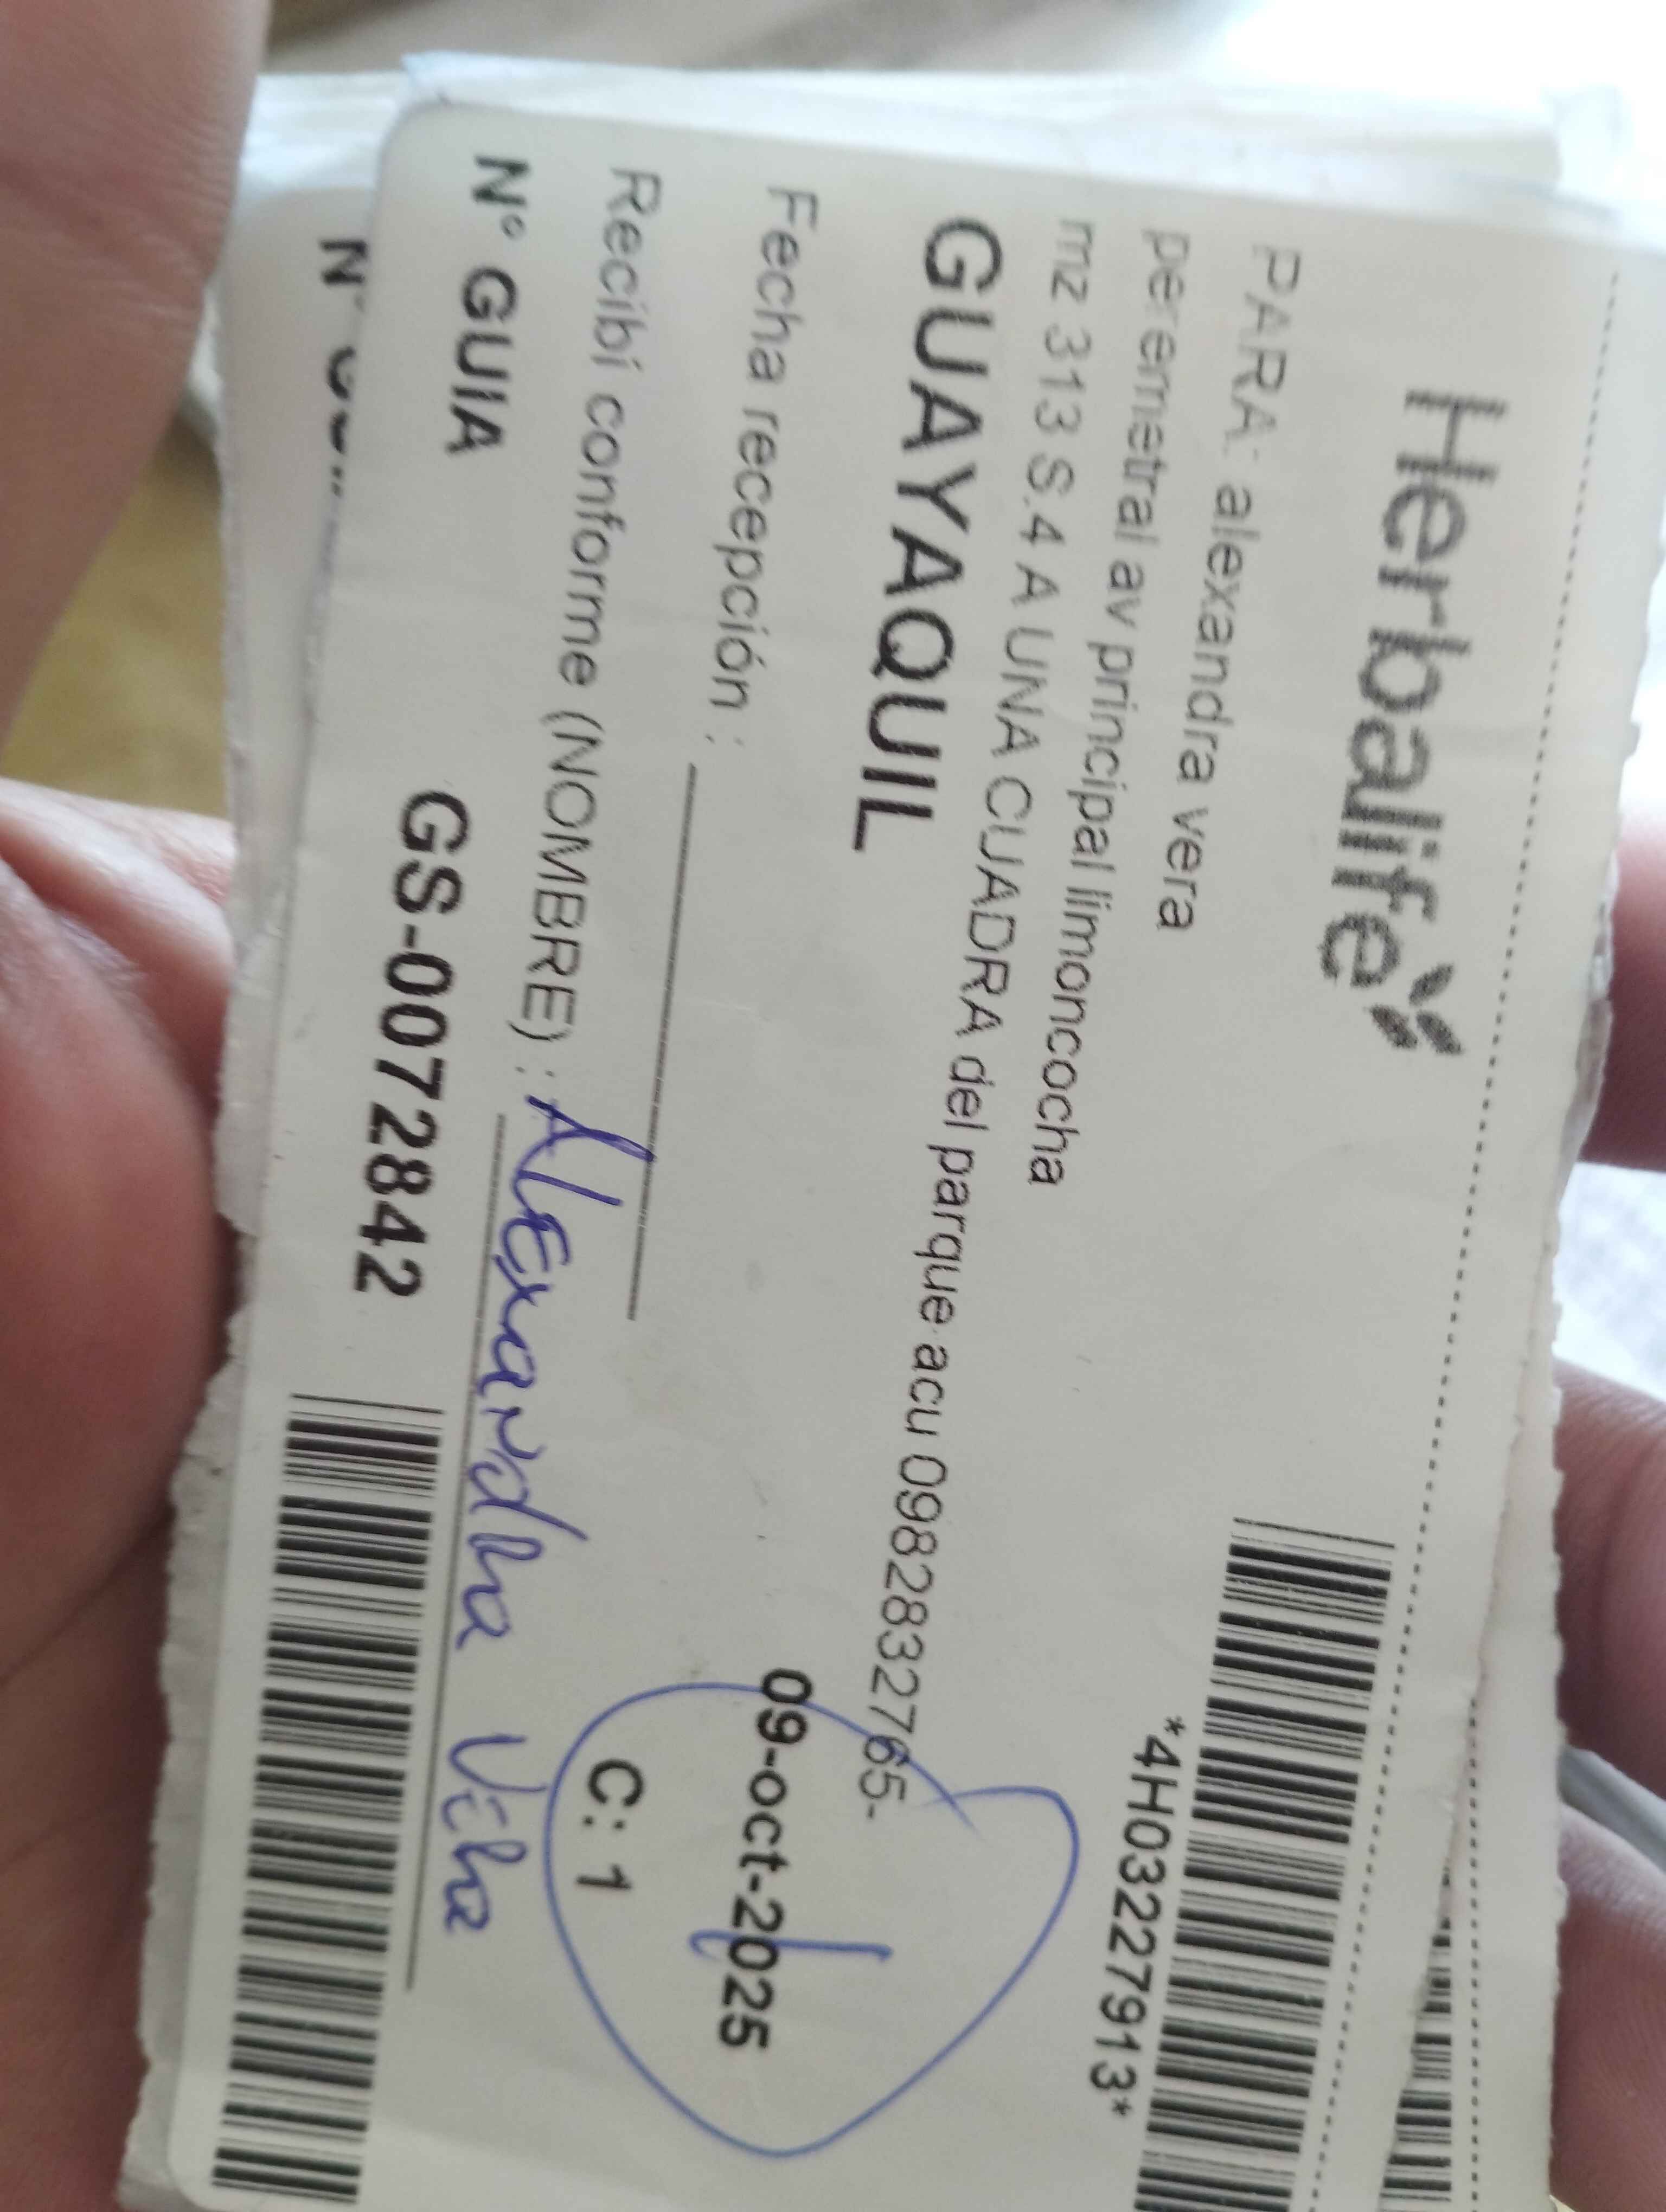 Herbalife
*4H03227913*
PARA: alexandra vera
peremetral av principal limoncocha
mz 313 S.4 A UNA CUADRA del parque acu 0982832765-
GUAYAQUIL
09-oct-2025
Fecha recepción :
C: 1
Recibí conforme (NOMBRE) : Alexandra Vera
N° GUIA GS-0072842